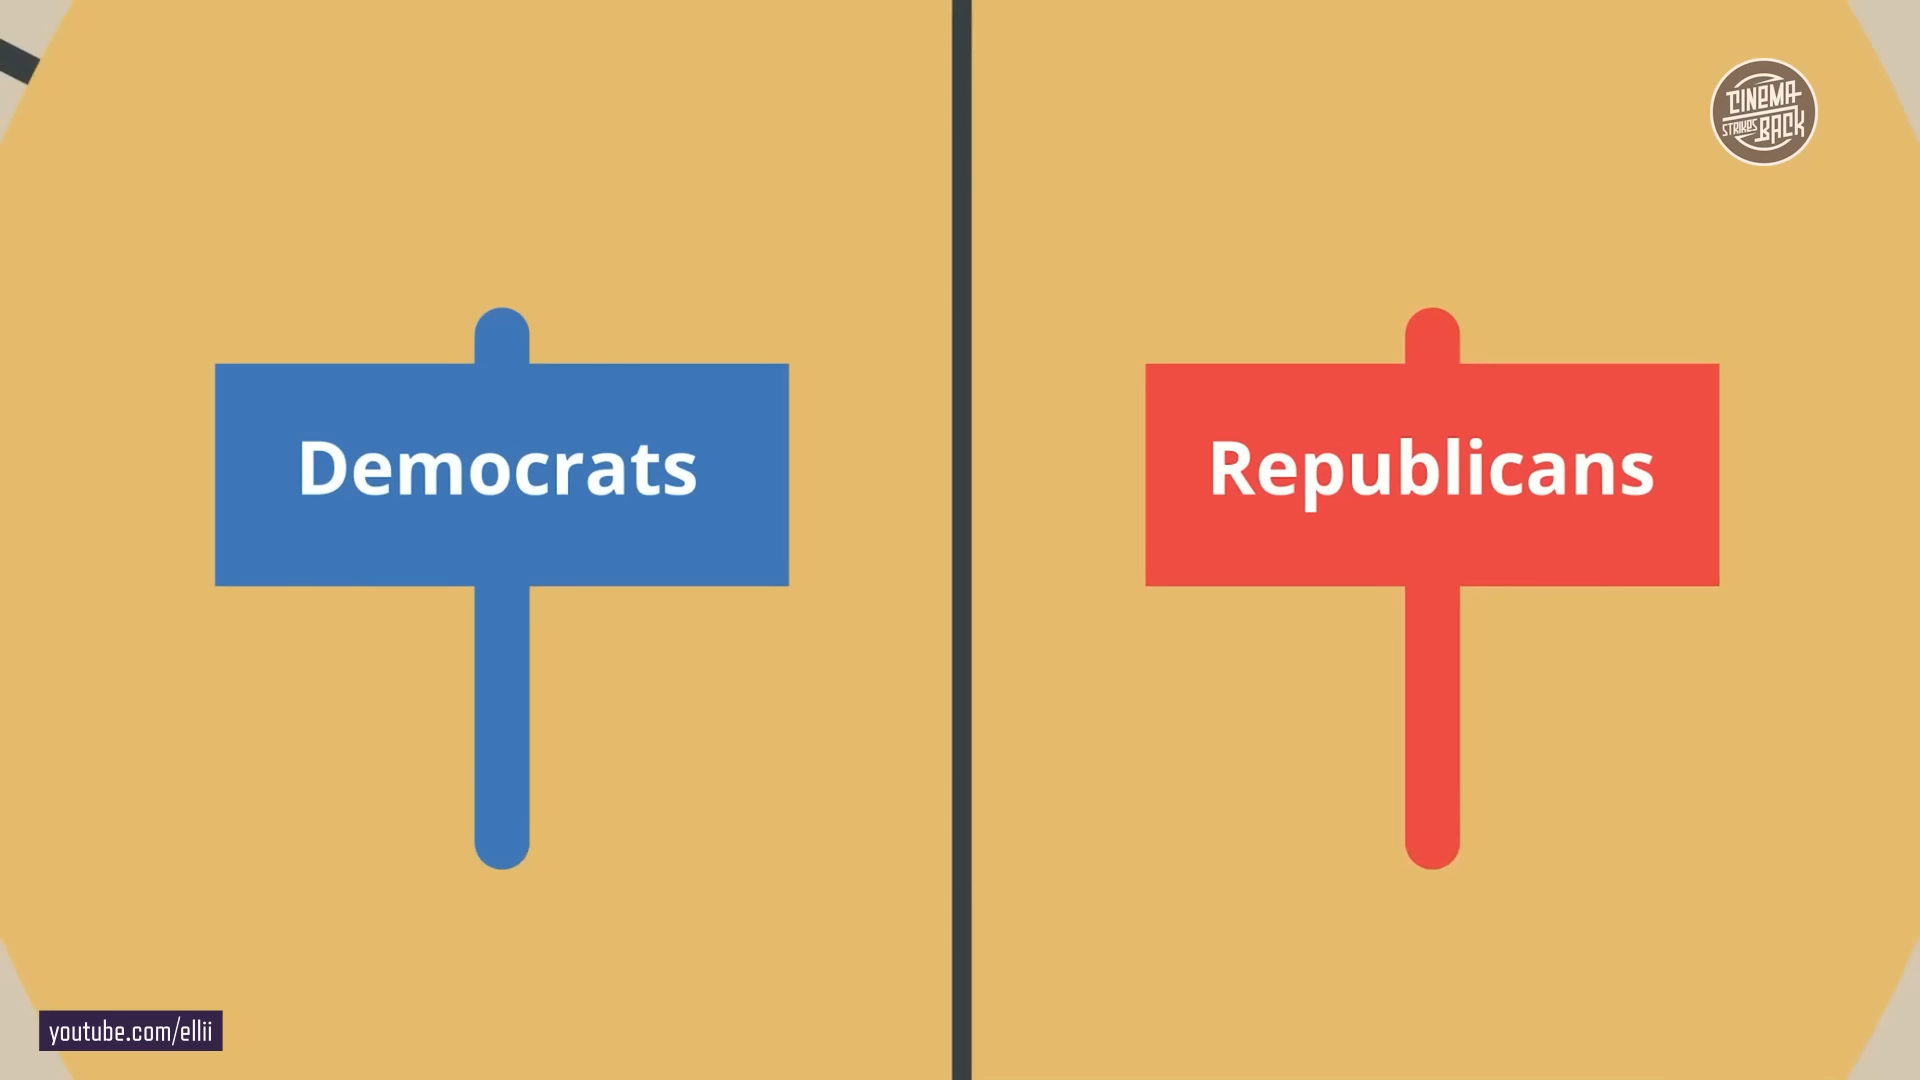 CINEMA
STRIKES BACK
Democrats
Republicans
youtube.com/ellii